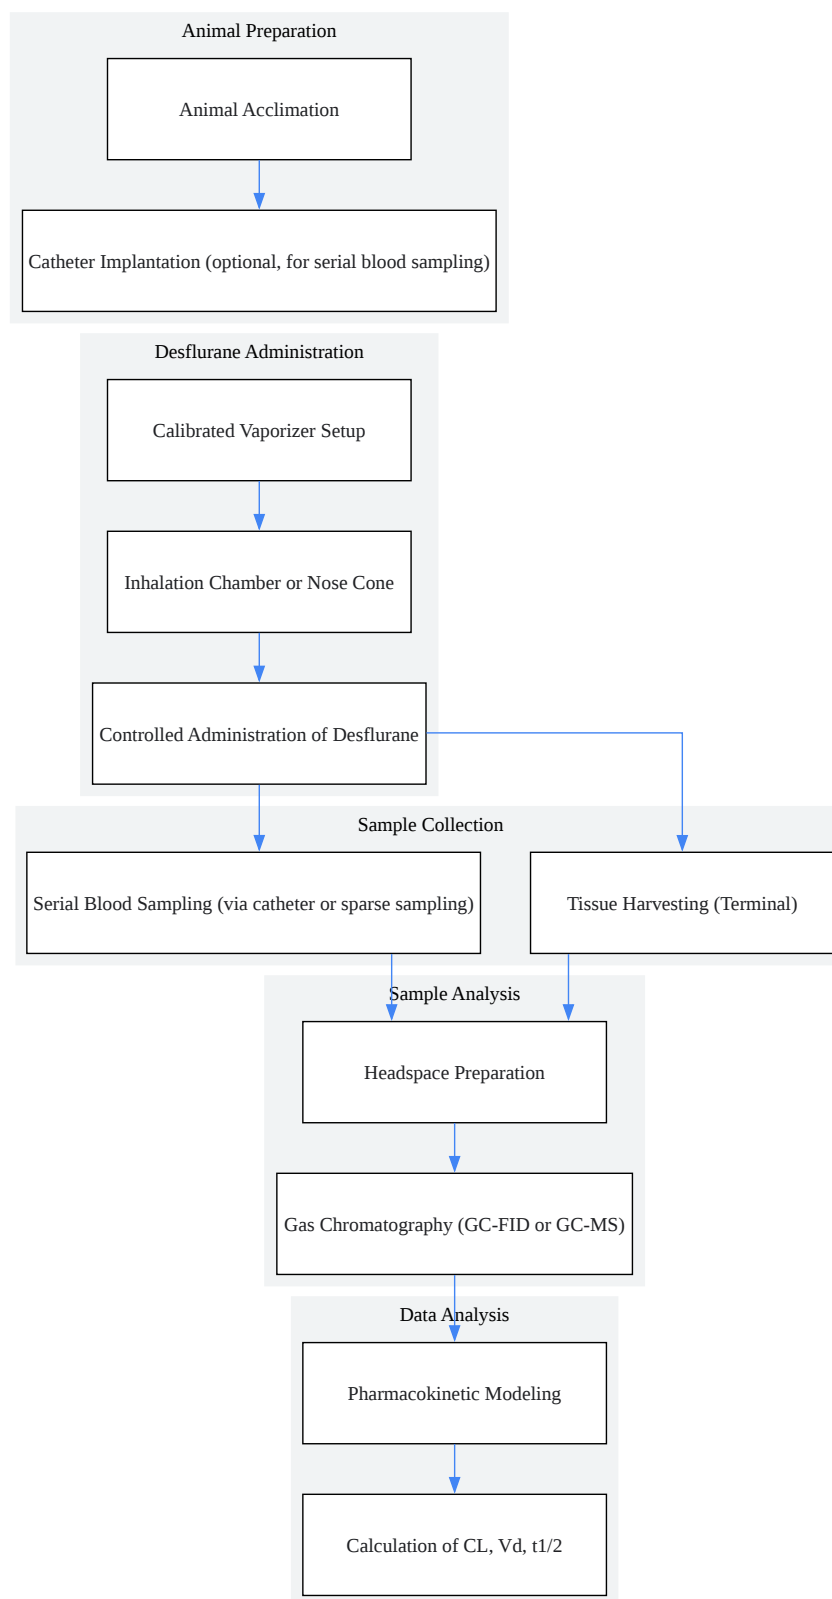 Animal Preparation
Animal Acclimation
Catheter Implantation (optional, for serial blood sampling)
Desflurane Administration
Calibrated Vaporizer Setup
Inhalation Chamber or Nose Cone
Controlled Administration of Desflurane
Sample Collection
Serial Blood Sampling (via catheter or sparse sampling)
Tissue Harvesting (Terminal)
Sample Analysis
Headspace Preparation
Gas Chromatography (GC-FID or GC-MS)
Data Analysis
Pharmacokinetic Modeling
Calculation of CL, Vd, t1/2